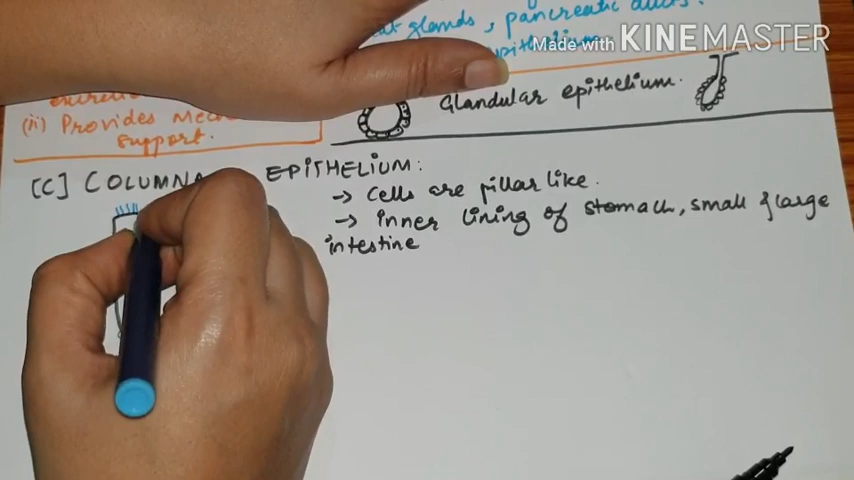 glands, pancreatic ducts.
Made with KINEMASTER
Glandular epithelium.
(ii) Provides
support.
[C] COLUMNA EPITHELIUM:
→ Cells are pillar like.
→ inner lining of stomach, small & large
intestine